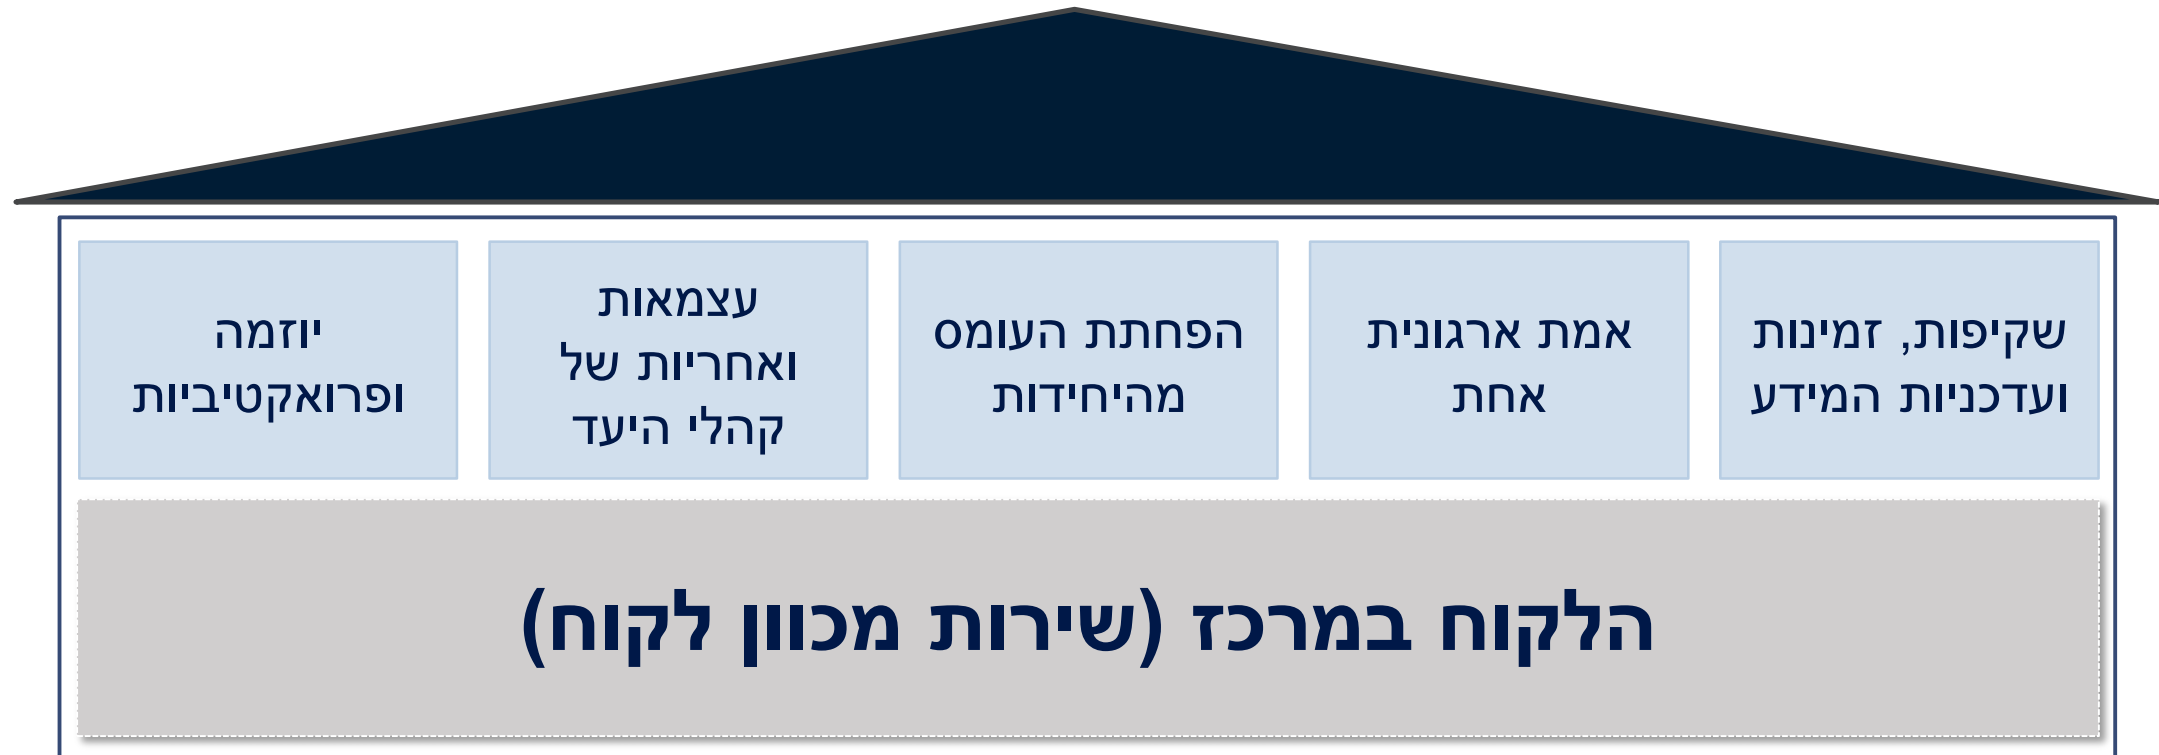 שקיפות, זמינות
ועדכניות המידע
אמת ארגונית
אחת
הפחתת העומס
מהיחידות
עצמאות
ואחריות של
קהלי היעד
יוזמה
ופרואקטיביות
הלקוח במרכז (שירות מכוון לקוח)